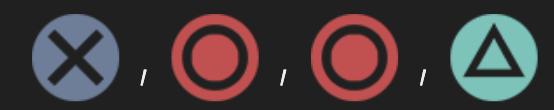 , , ,